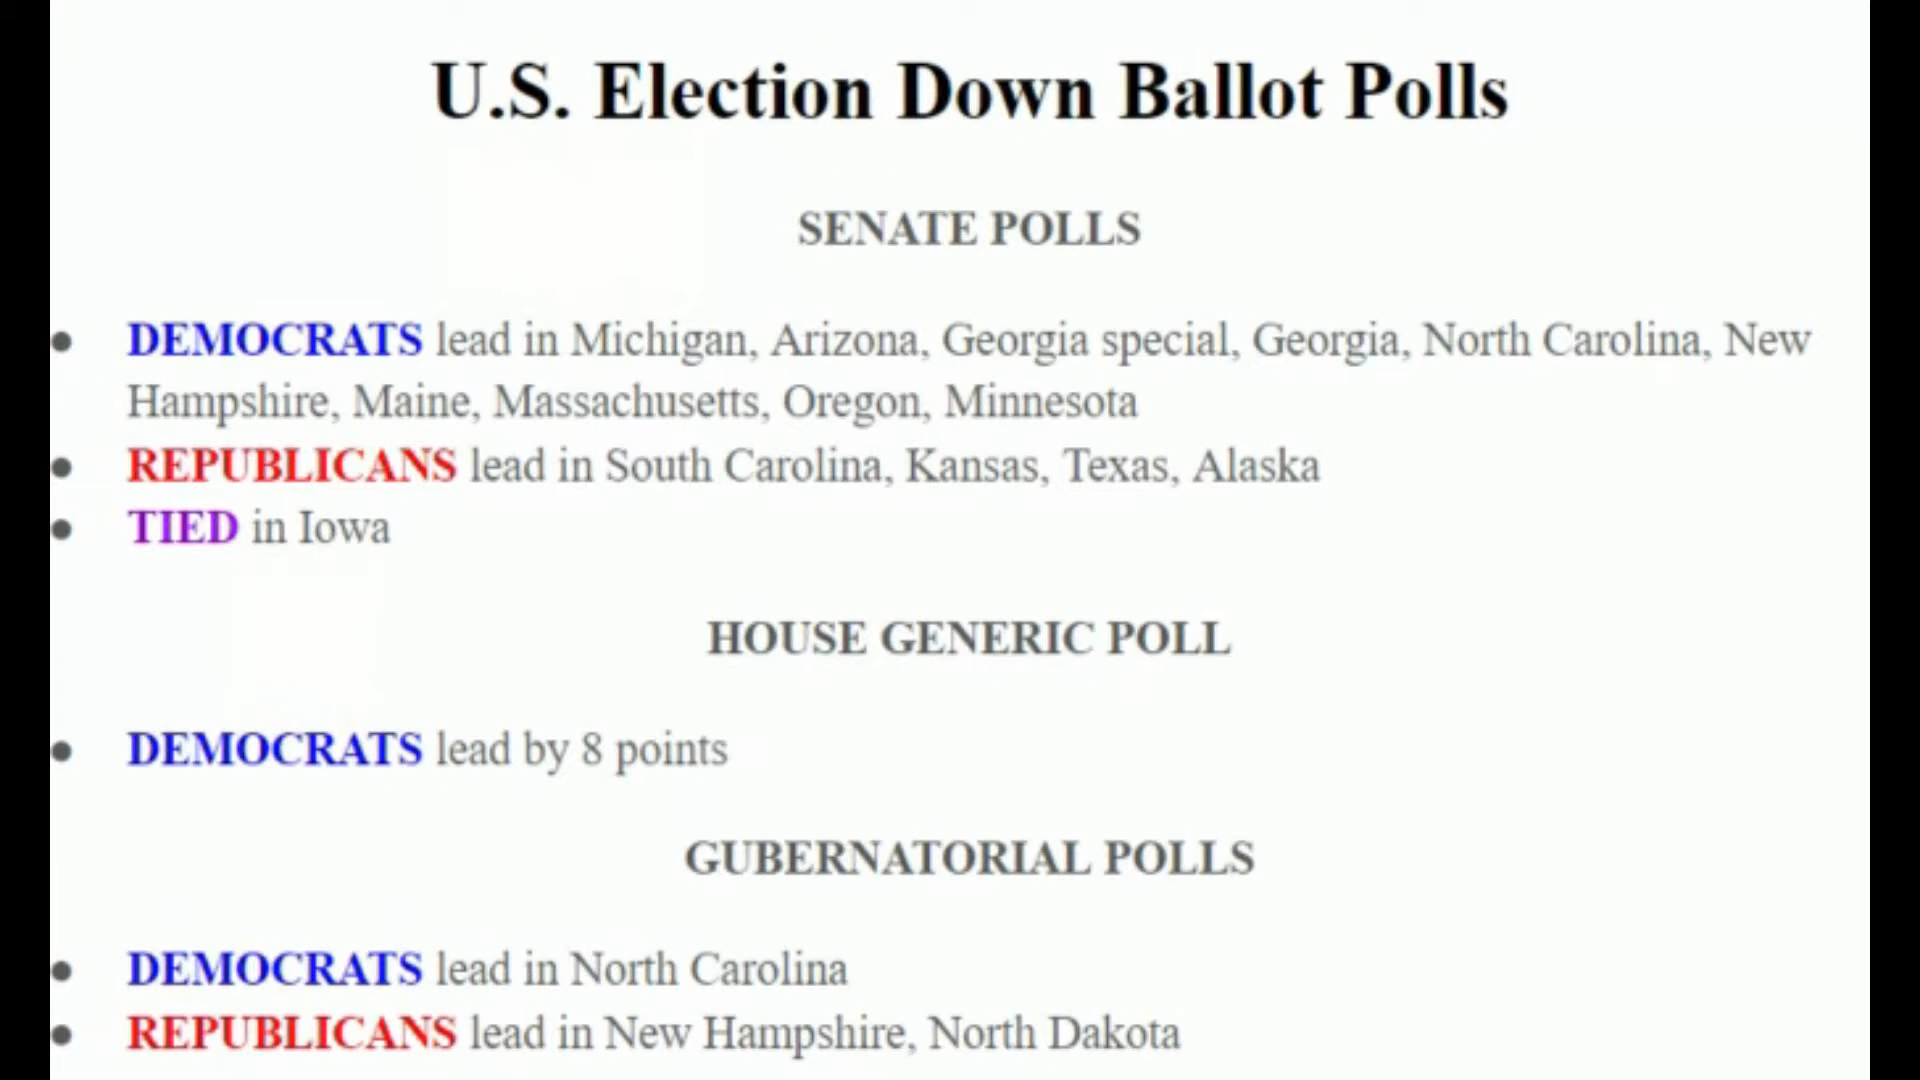 U.S. Election Down Ballot Polls
SENATE POLLS
● DEMOCRATS lead in Michigan, Arizona, Georgia special, Georgia, North Carolina, New
Hampshire, Maine, Massachusetts, Oregon, Minnesota
● REPUBLICANS lead in South Carolina, Kansas, Texas, Alaska
● TIED in Iowa
HOUSE GENERIC POLL
● DEMOCRATS lead by 8 points
GUBERNATORIAL POLLS
● DEMOCRATS lead in North Carolina
● REPUBLICANS lead in New Hampshire, North Dakota